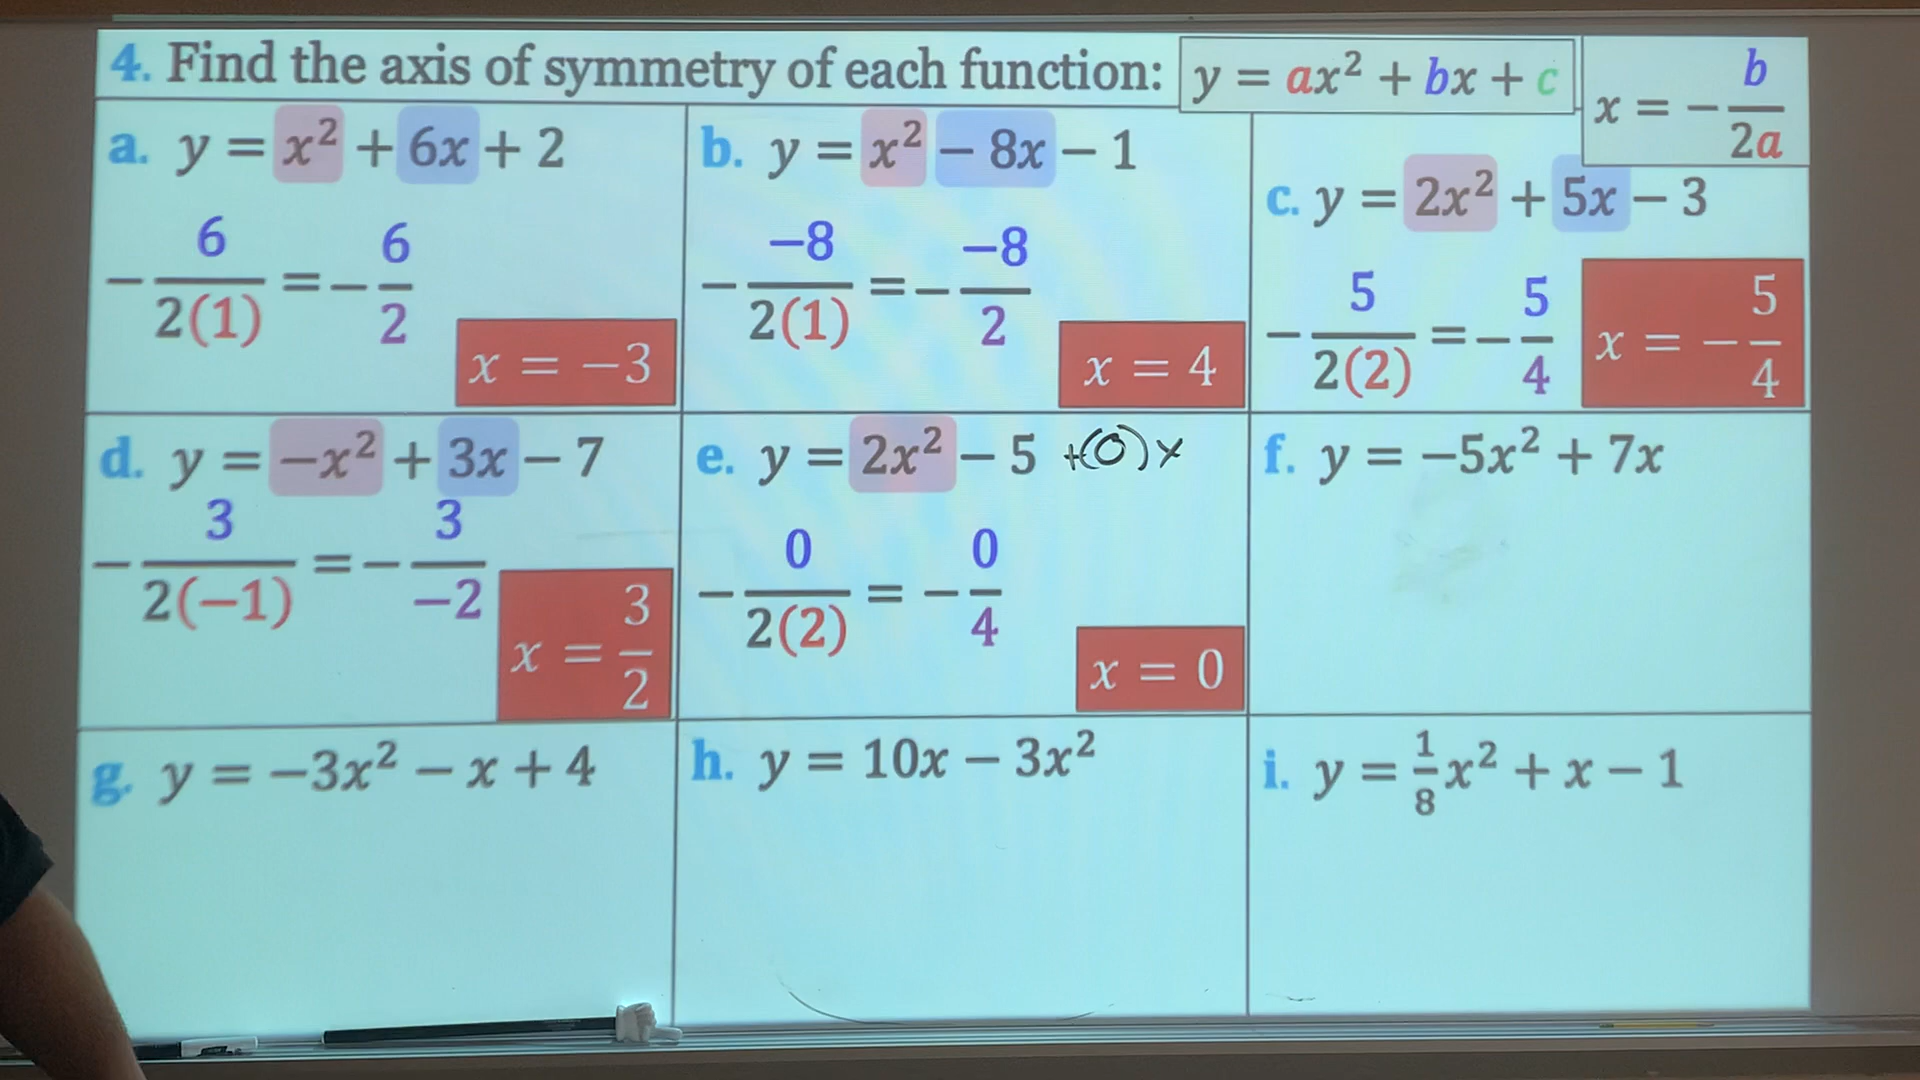 4. Find the axis of symmetry of each function: y = ax² + bx + c
x = −b/2a
a. y = x² + 6x + 2
−6/2(1) = −6/2
x = −3
b. y = x² − 8x − 1
−−8/2(1) = −−8/2
x = 4
c. y = 2x² + 5x − 3
−5/2(2) = −5/4
x = −5/4
d. y = −x² + 3x − 7
−3/2(−1) = −3/−2
x = 3/2
e. y = 2x² − 5 +(0)x
−0/2(2) = −0/4
x = 0
f. y = −5x² + 7x
g. y = −3x² − x + 4
h. y = 10x − 3x²
i. y = 1/8x² + x − 1